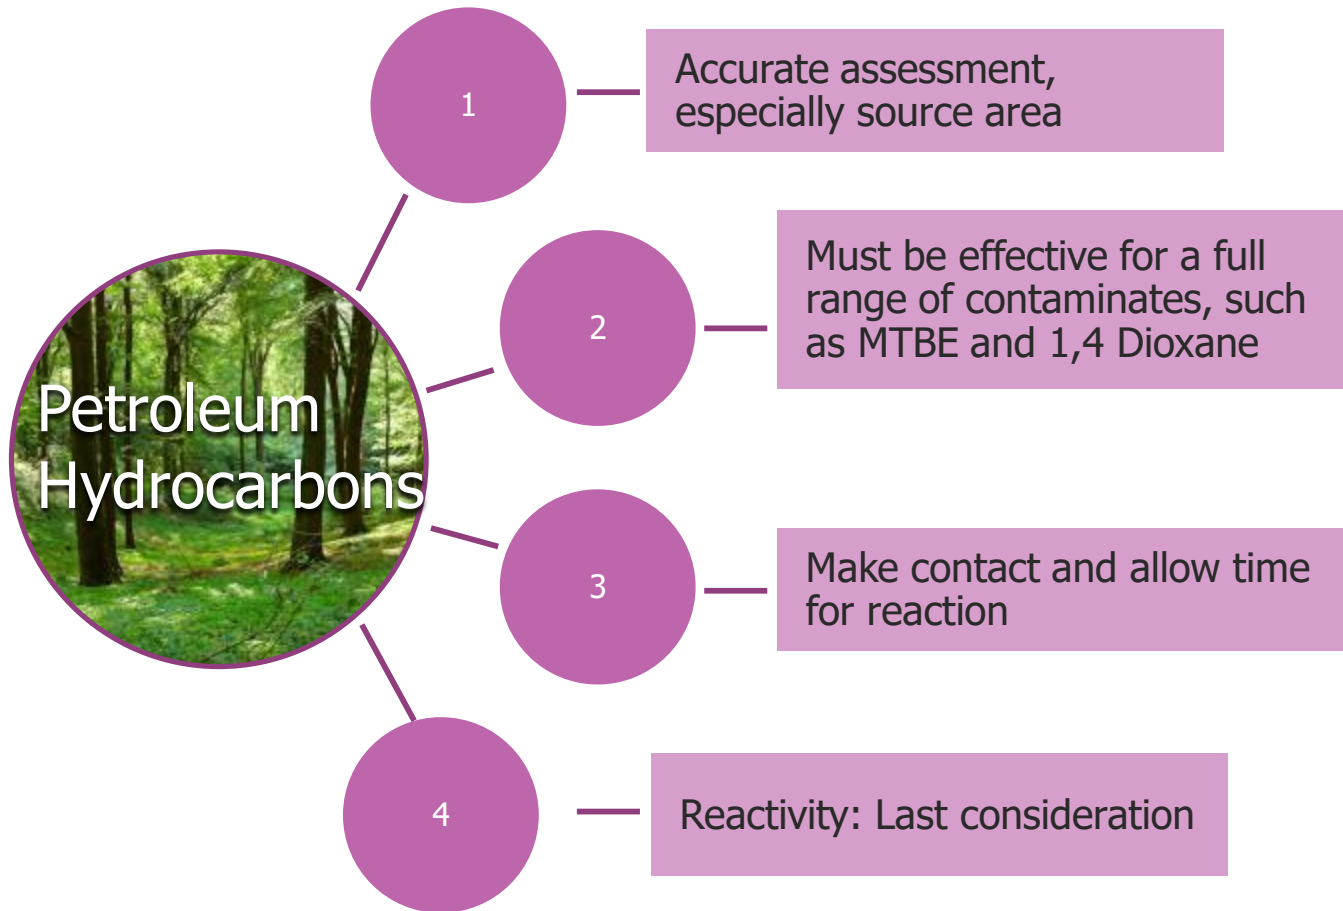 Petroleum
Hydrocarbons
1
Accurate assessment,
especially source area
2
Must be effective for a full
range of contaminates, such
as MTBE and 1,4 Dioxane
3
Make contact and allow time
for reaction
4
Reactivity: Last consideration